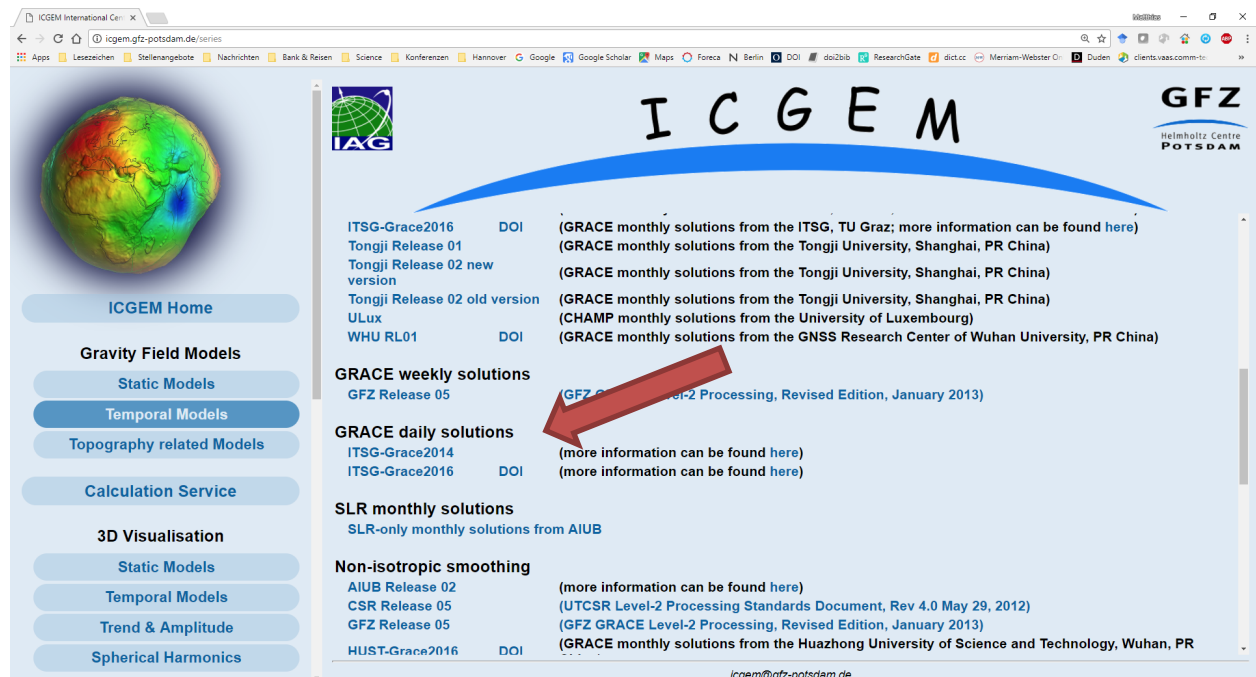 ICGEM International Cen
Matthias
icgem.gfz-potsdam.de/series
Apps Lesezeichen Stellenangebote Nachrichten Bank & Reisen Science Konferenzen Hannover Google Google Scholar Maps Foreca Berlin DOI doi2bib ResearchGate dict.cc Merriam-Webster On Duden clients.vaas.comm-te »
IAG
ICGEM
GFZ
Helmholtz Centre
POTSDAM
ICGEM Home
Gravity Field Models
Static Models
Temporal Models
Topography related Models
Calculation Service
3D Visualisation
Static Models
Temporal Models
Trend & Amplitude
Spherical Harmonics
ITSG-Grace2016 DOI (GRACE monthly solutions from the ITSG, TU Graz; more information can be found here)
Tongji Release 01 (GRACE monthly solutions from the Tongji University, Shanghai, PR China)
Tongji Release 02 new
version (GRACE monthly solutions from the Tongji University, Shanghai, PR China)
Tongji Release 02 old version (GRACE monthly solutions from the Tongji University, Shanghai, PR China)
ULux (CHAMP monthly solutions from the University of Luxembourg)
WHU RL01 DOI (GRACE monthly solutions from the GNSS Research Center of Wuhan University, PR China)
GRACE weekly solutions
GFZ Release 05 (GFZ Level-2 Processing, Revised Edition, January 2013)
GRACE daily solutions
ITSG-Grace2014 (more information can be found here)
ITSG-Grace2016 DOI (more information can be found here)
SLR monthly solutions
SLR-only monthly solutions from AIUB
Non-isotropic smoothing
AIUB Release 02 (more information can be found here)
CSR Release 05 (UTCSR Level-2 Processing Standards Document, Rev 4.0 May 29, 2012)
GFZ Release 05 (GFZ GRACE Level-2 Processing, Revised Edition, January 2013)
HUST-Grace2016 DOI (GRACE monthly solutions from the Huazhong University of Science and Technology, Wuhan, PR
icgem@gfz-potsdam.de